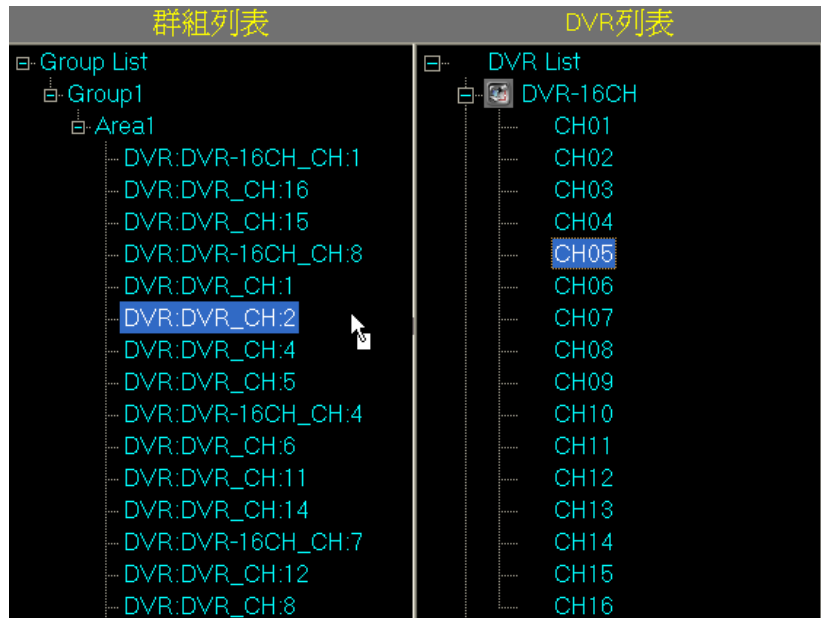 群組列表
Group List
Group1
Area1
DVR:DVR-16CH_CH:1
DVR:DVR_CH:16
DVR:DVR_CH:15
DVR:DVR-16CH_CH:8
DVR:DVR_CH:1
DVR:DVR_CH:2
DVR:DVR_CH:4
DVR:DVR_CH:5
DVR:DVR-16CH_CH:4
DVR:DVR_CH:6
DVR:DVR_CH:11
DVR:DVR_CH:14
DVR:DVR-16CH_CH:7
DVR:DVR_CH:12
DVR:DVR_CH:8
DVR列表
DVR List
DVR-16CH
CH01
CH02
CH03
CH04
CH05
CH06
CH07
CH08
CH09
CH10
CH11
CH12
CH13
CH14
CH15
CH16